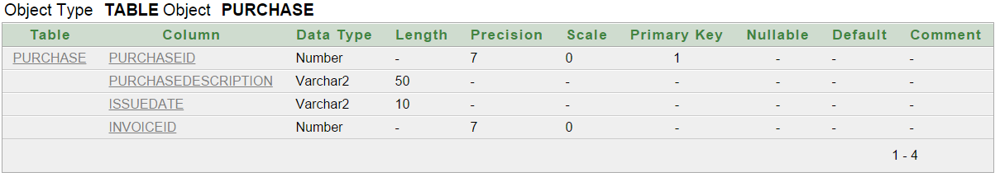 Object Type TABLE Object PURCHASE
Table Column Data Type Length Precision Scale Primary Key Nullable Default Comment
PURCHASE PURCHASEID Number - 7 0 1 - - -
PURCHASEDESCRIPTION Varchar2 50 - - - - - -
ISSUEDATE Varchar2 10 - - - - - -
INVOICEID Number - 7 0 - - - -
1 - 4